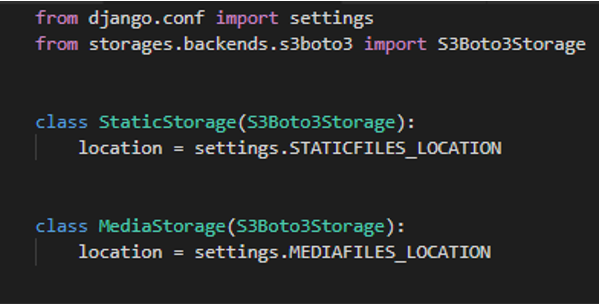 from django.conf import settings
from storages.backends.s3boto3 import S3Boto3Storage
class StaticStorage(S3Boto3Storage):
location = settings.STATICFILES_LOCATION
class MediaStorage(S3Boto3Storage):
location = settings.MEDIAFILES_LOCATION